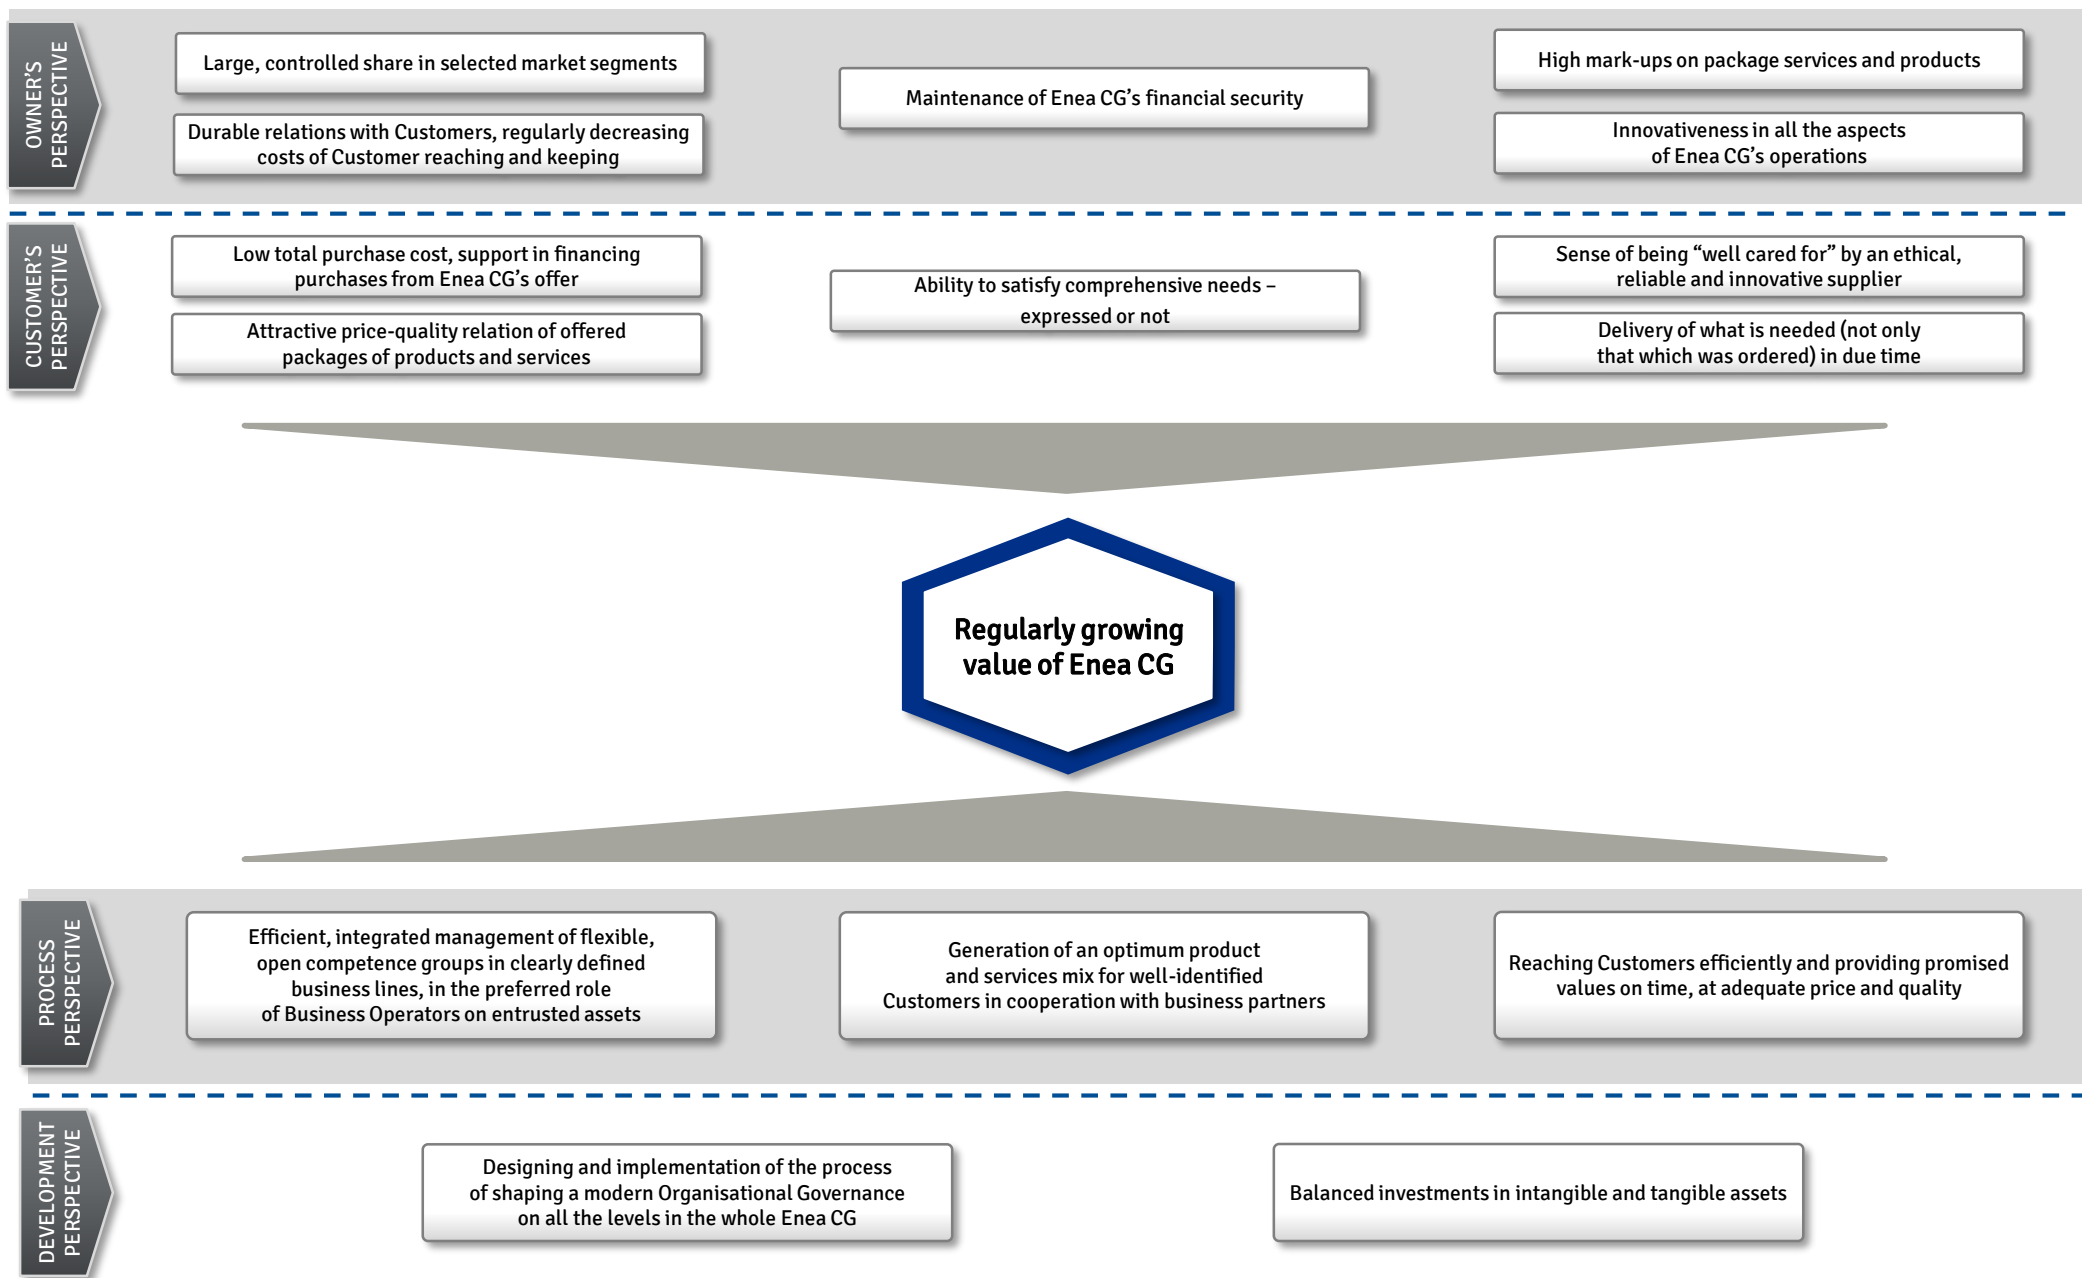 OWNER'S
PERSPECTIVE
Large, controlled share in selected market segments
Durable relations with Customers, regularly decreasing
costs of Customer reaching and keeping
Maintenance of Enea CG's financial security
High mark-ups on package services and products
Innovativeness in all the aspects
of Enea CG's operations
CUSTOMER'S
PERSPECTIVE
Low total purchase cost, support in financing
purchases from Enea CG's offer
Attractive price-quality relation of offered
packages of products and services
Ability to satisfy comprehensive needs –
expressed or not
Sense of being “well cared for” by an ethical,
reliable and innovative supplier
Delivery of what is needed (not only
that which was ordered) in due time
Regularly growing
value of Enea CG
PROCESS
PERSPECTIVE
Efficient, integrated management of flexible,
open competence groups in clearly defined
business lines, in the preferred role
of Business Operators on entrusted assets
Generation of an optimum product
and services mix for well-identified
Customers in cooperation with business partners
Reaching Customers efficiently and providing promised
values on time, at adequate price and quality
DEVELOPMENT
PERSPECTIVE
Designing and implementation of the process
of shaping a modern Organisational Governance
on all the levels in the whole Enea CG
Balanced investments in intangible and tangible assets